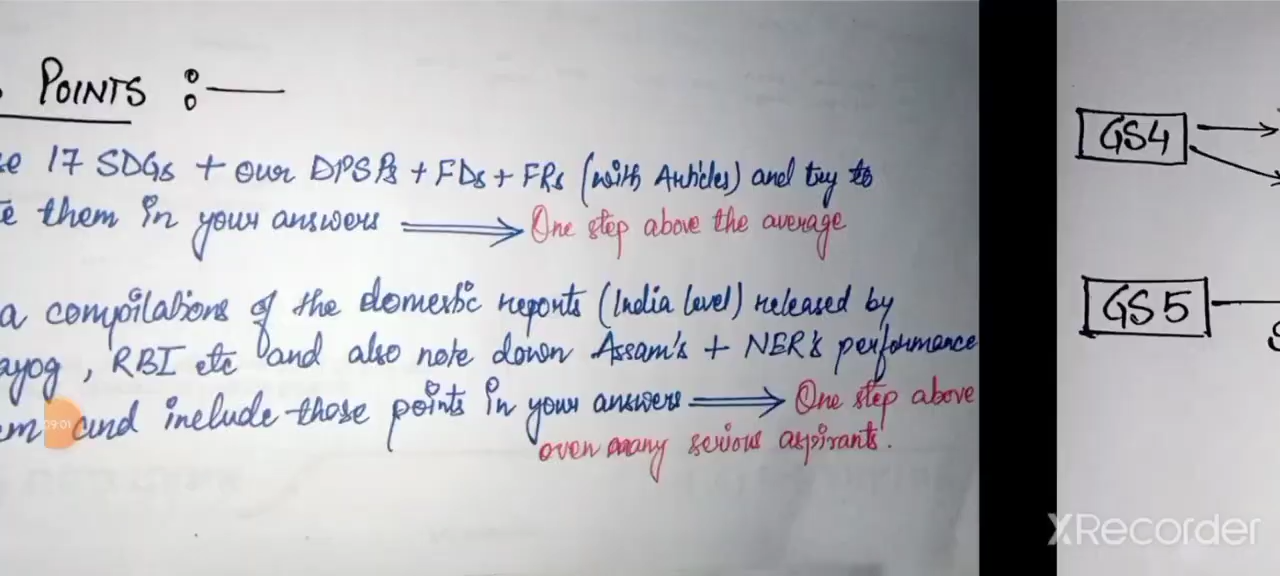 POINTS :—
17 SDGs + our DPSPs + FDs + FRs (with Articles) and try to
them in your answers ⟹ One step above the average
a compilations of the domestic reports (India level) released by
ayog, RBI etc and also note down Assam's + NER's performance
em and include those points in your answers ⟹ One step above
even many serious aspirants.
09:01
GS4
GS5
XRecorder